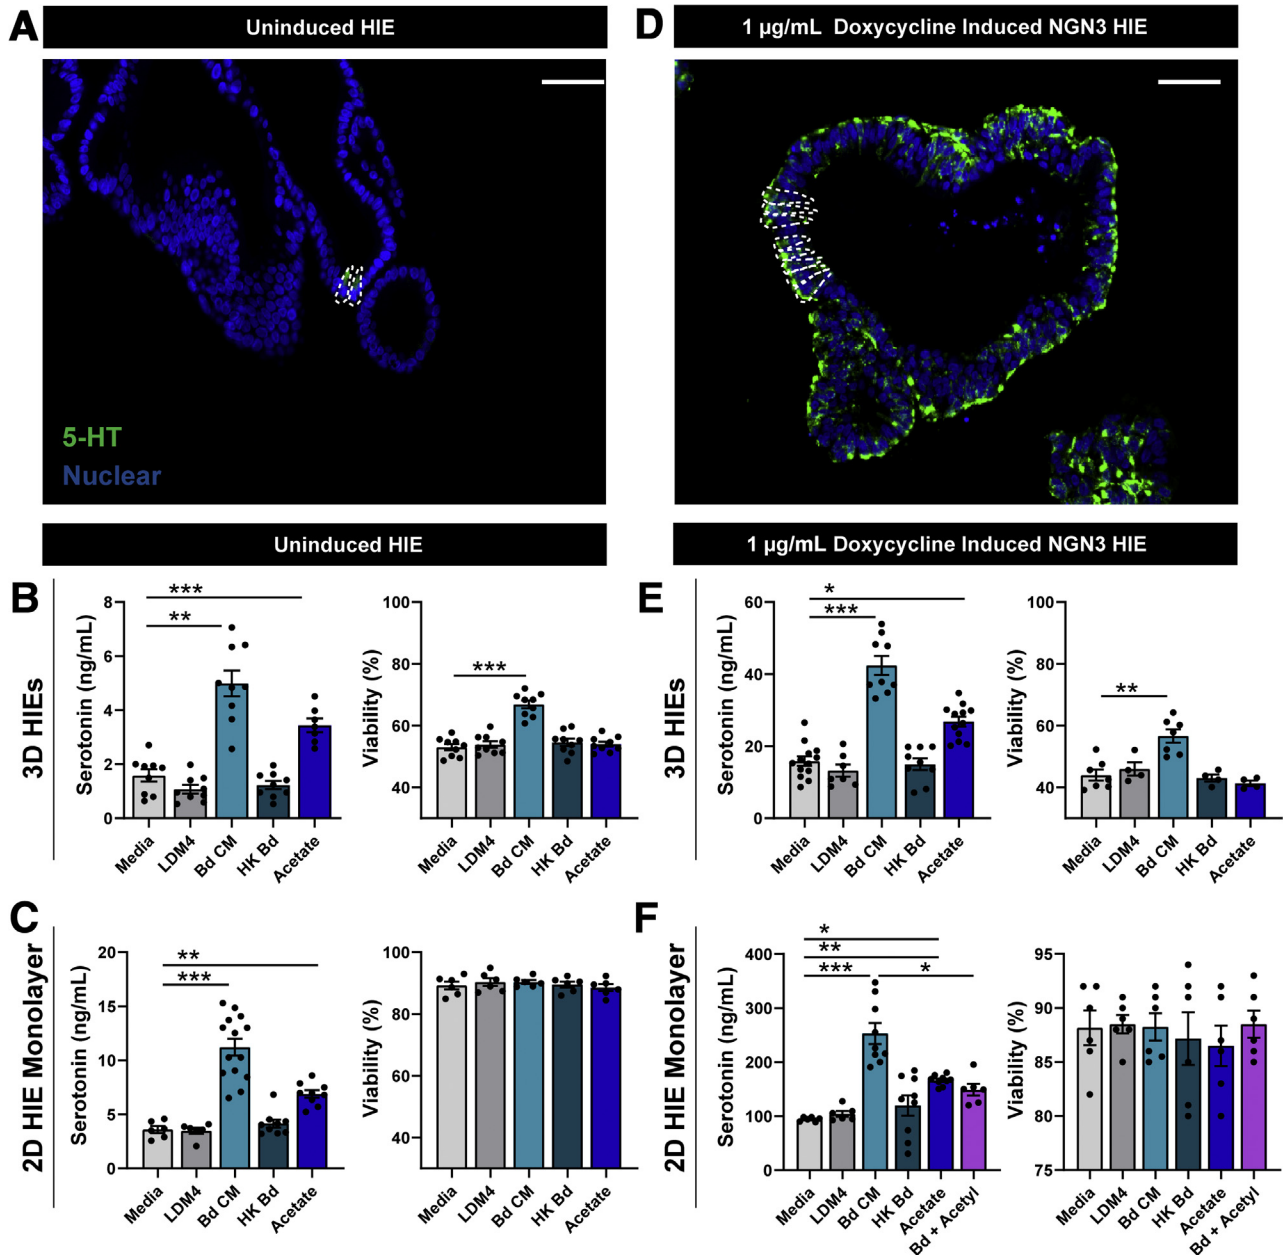 A
Uninduced HIE
5-HT
Nuclear
D
1 µg/mL Doxycycline Induced NGN3 HIE
Uninduced HIE
B
3D HIEs
Serotonin (ng/mL)
8
6
4
2
0
***
**
Media
LDM4
Bd CM
HK Bd
Acetate
Viability (%)
100
80
60
40
***
Media
LDM4
Bd CM
HK Bd
Acetate
C
2D HIE Monolayer
Serotonin (ng/mL)
20
15
10
5
0
**
***
Media
LDM4
Bd CM
HK Bd
Acetate
Viability (%)
100
80
60
40
Media
LDM4
Bd CM
HK Bd
Acetate
1 µg/mL Doxycycline Induced NGN3 HIE
E
3D HIEs
Serotonin (ng/mL)
60
40
20
0
*
***
Media
LDM4
Bd CM
HK Bd
Acetate
Viability (%)
100
80
60
40
**
Media
LDM4
Bd CM
HK Bd
Acetate
F
2D HIE Monolayer
Serotonin (ng/mL)
400
300
200
100
0
*
**
***
*
Media
LDM4
Bd CM
HK Bd
Acetate
Bd + Acetyl
Viability (%)
95
90
85
80
75
Media
LDM4
Bd CM
HK Bd
Acetate
Bd + Acetyl